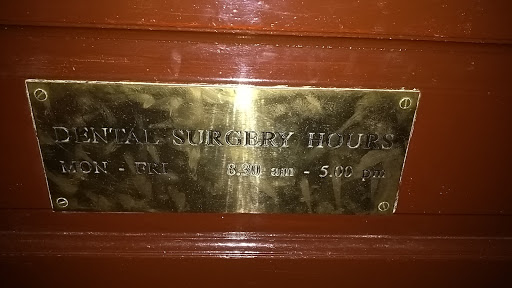 DENTAL SURGERY HOURS
MON - FRI 8.30 am - 5.00 pm